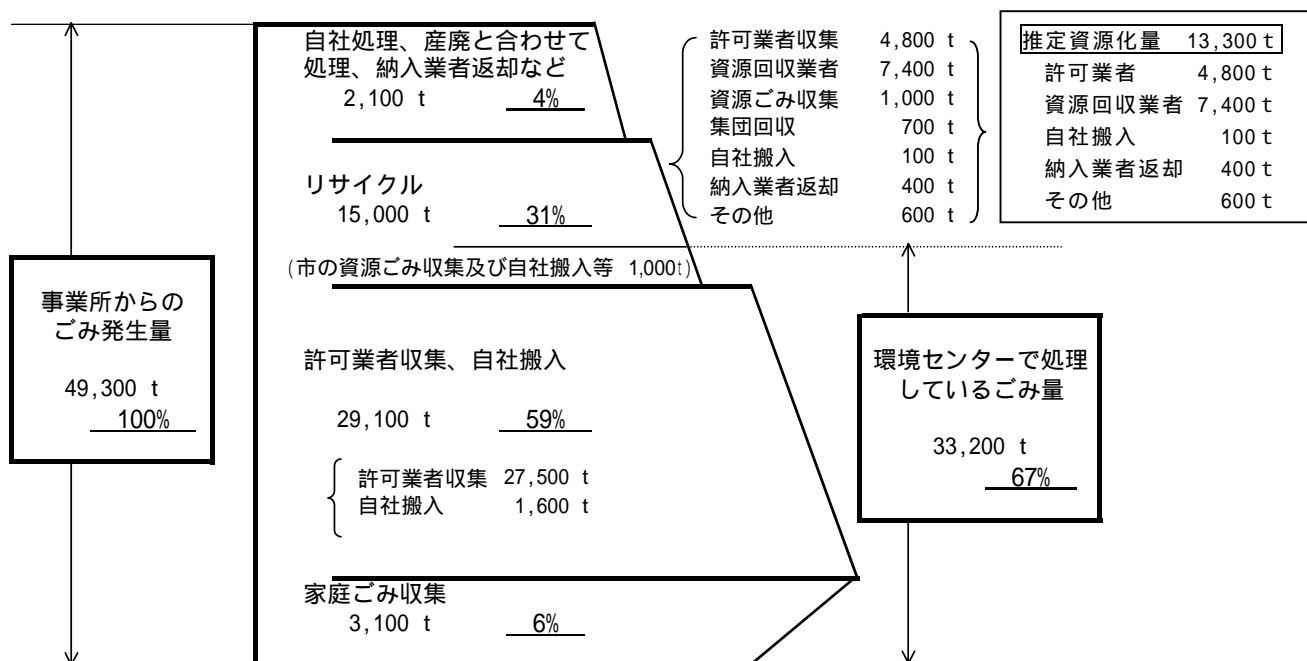 自社処理、産廃と合わせて
処理、納入業者返却など
2,100 t 4%
リサイクル
15,000 t 31%
(市の資源ごみ収集及び自社搬入等 1,000t)
許可業者収集、自社搬入
29,100 t 59%
許可業者収集 27,500 t
自社搬入 1,600 t
家庭ごみ収集
3,100 t 6%
事業所からの
ごみ発生量
49,300 t
100%
許可業者収集 4,800 t
資源回収業者 7,400 t
資源ごみ収集 1,000 t
集団回収 700 t
自社搬入 100 t
納入業者返却 400 t
その他 600 t
推定資源化量 13,300 t
許可業者 4,800 t
資源回収業者 7,400 t
自社搬入 100 t
納入業者返却 400 t
その他 600 t
環境センターで処理
しているごみ量
33,200 t
67%